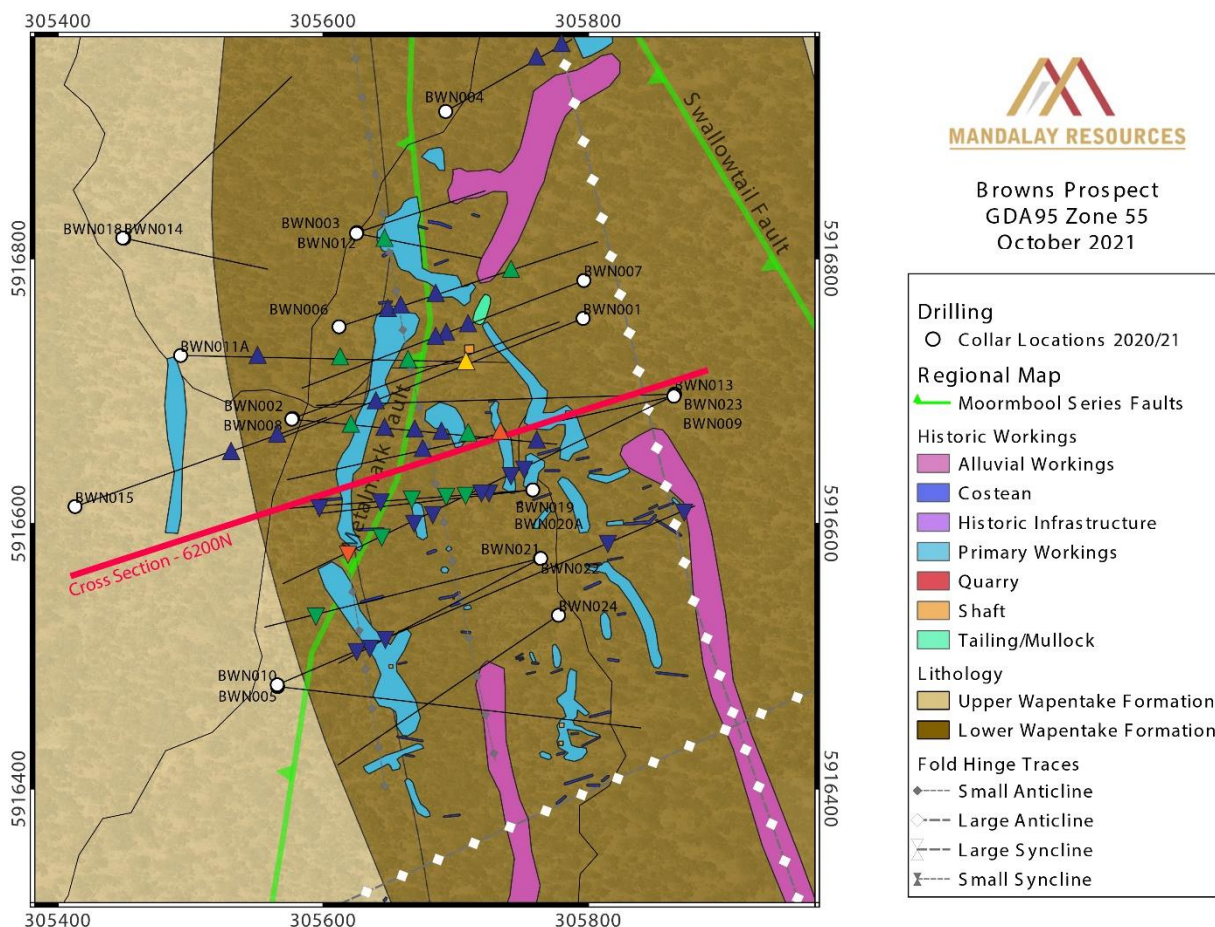 305400
305600
305800
BWN004
Swallowtail Fault
BWN003
BWN018
BWN014
BWN012
5916800
5916800
BWN007
BWN006
BWN001
BWN011A
Metalmark Fault
BWN013
BWN002
BWN023
BWN008
BWN009
BWN015
BWN019
BWN020A
5916600
5916600
Cross Section - 6200N
BWN021
BWN022
BWN024
BWN010
BWN005
5916400
5916400
305400
305600
305800
MANDALAY RESOURCES
Browns Prospect
GDA95 Zone 55
October 2021
Drilling
Collar Locations 2020/21
Regional Map
Moormbool Series Faults
Historic Workings
Alluvial Workings
Costean
Historic Infrastructure
Primary Workings
Quarry
Shaft
Tailing/Mullock
Lithology
Upper Wapentake Formation
Lower Wapentake Formation
Fold Hinge Traces
Small Anticline
Large Anticline
Large Syncline
Small Syncline